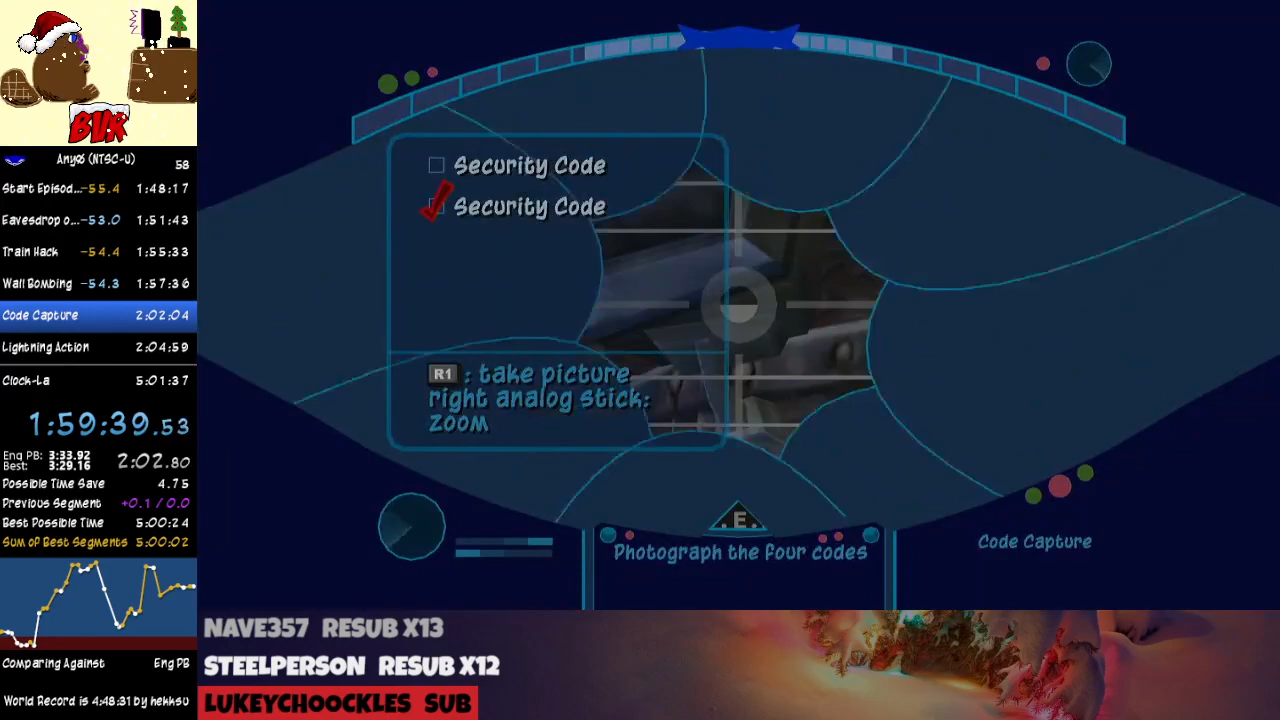 BVR
Any% (NTSC-U) 58
Start Episod... -55.4 1:48:17
Eavesdrop o... -53.0 1:51:43
Train Hack -54.4 1:55:33
Wall Bombing -54.3 1:57:36
Code Capture 2:02:04
Lightning Action 2:04:59
Clock-La 5:01:37
1:59:39.53
Eng PB: 3:33.92
Best: 3:29.16
2:02.80
Possible Time Save 4.75
Previous Segment +0.1 / 0.0
Best Possible Time 5:00:24
Sum of Best Segments 5:00:02
Comparing Against Eng PB
World Record is 4:48:31 by hekksu
Security Code
Security Code
R1 : take picture
right analog stick:
zoom
.E.
Photograph the four codes
Code Capture
NAVE357 RESUB X13
STEELPERSON RESUB X12
LUKEYCHOOCKLES SUB